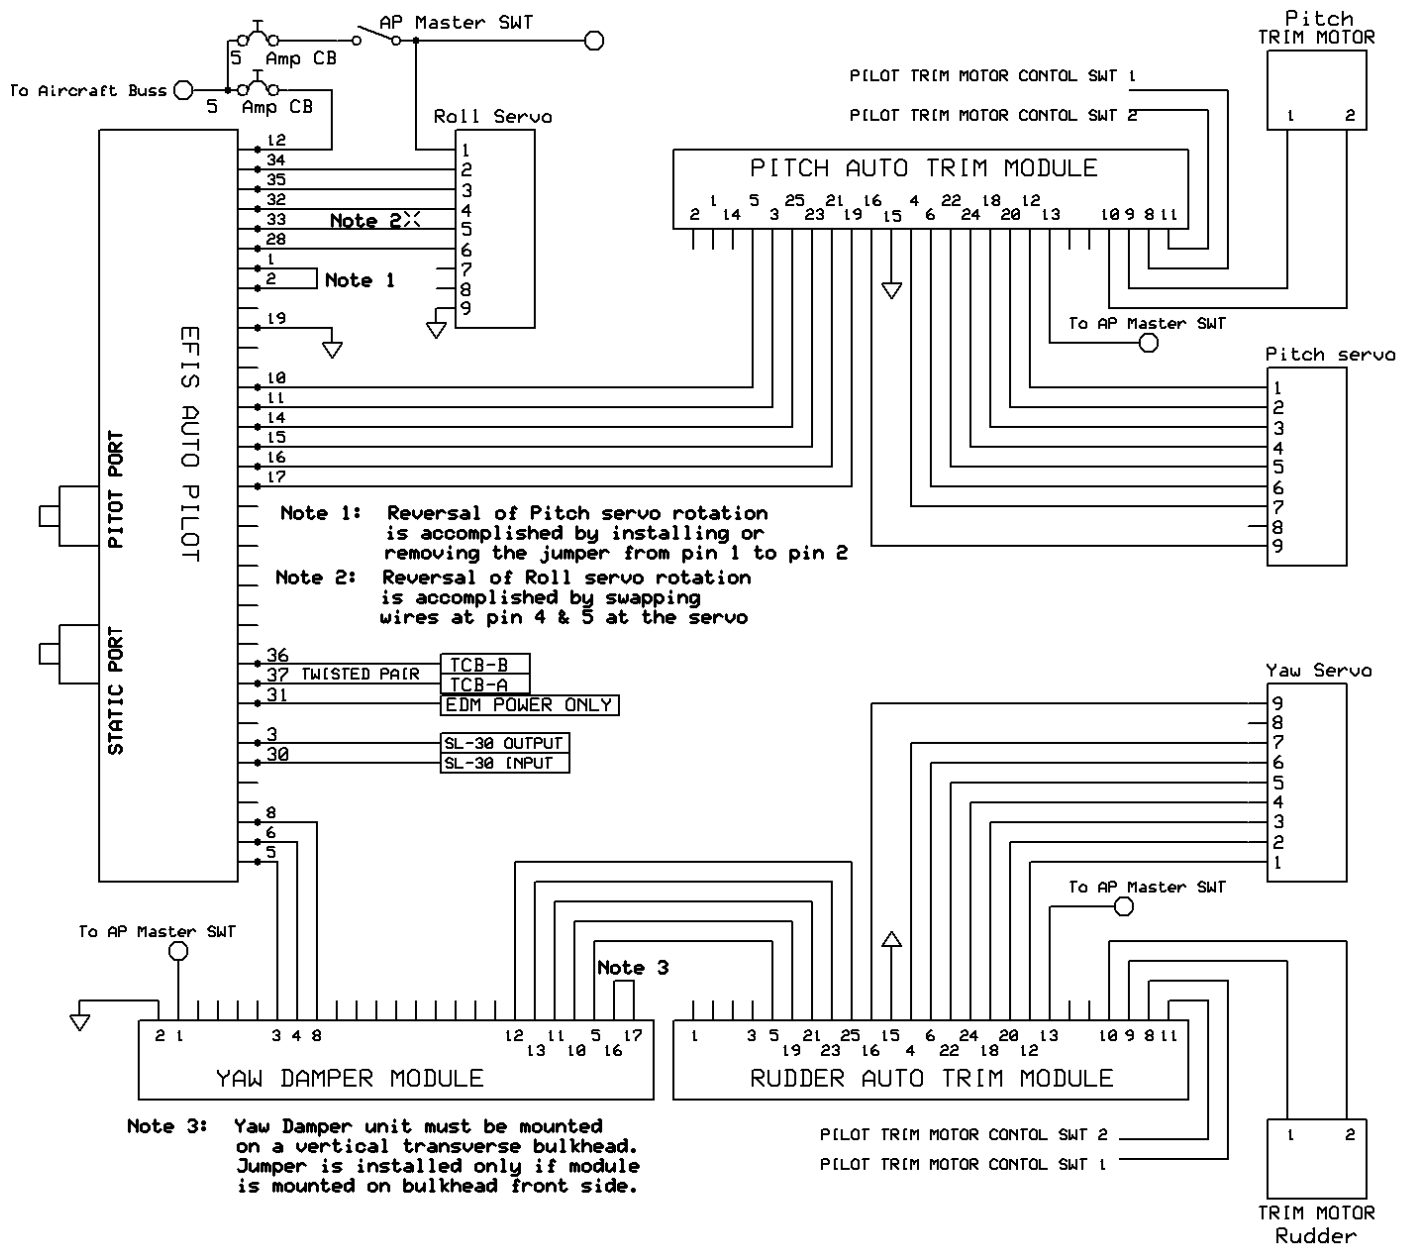 AP Master SWT
5 Amp CB
To Aircraft Buss
5 Amp CB
Roll Servo
1
2
3
4
5
6
7
8
9
12
34
35
32
33
28
1
2
19
10
11
14
15
16
17
36
37
31
3
30
8
6
5
Note 2
Note 1
EFIS AUTO PILOT
PITOT PORT
STATIC PORT
Pitch
TRIM MOTOR
1 2
PILOT TRIM MOTOR CONTOL SWT 1
PILOT TRIM MOTOR CONTOL SWT 2
PITCH AUTO TRIM MODULE
1 5 25 21 16 4 22 18 12
2 14 3 23 19 15 6 24 20 13 10 9 8 11
To AP Master SWT
Pitch servo
1
2
3
4
5
6
7
8
9
Note 1: Reversal of Pitch servo rotation
is accomplished by installing or
removing the jumper from pin 1 to pin 2
Note 2: Reversal of Roll servo rotation
is accomplished by swapping
wires at pin 4 & 5 at the servo
TWISTED PAIR
TCB-B
TCB-A
EDM POWER ONLY
SL-30 OUTPUT
SL-30 INPUT
Yaw Servo
9
8
7
6
5
4
3
2
1
To AP Master SWT
To AP Master SWT
Note 3
2 1 3 4 8 12 11 5 17
13 10 16
YAW DAMPER MODULE
1 3 5 21 25 15 6 24 20 13 10 9 8 11
19 23 16 4 22 18 12
RUDDER AUTO TRIM MODULE
Note 3: Yaw Damper unit must be mounted
on a vertical transverse bulkhead.
Jumper is installed only if module
is mounted on bulkhead front side.
PILOT TRIM MOTOR CONTOL SWT 2
PILOT TRIM MOTOR CONTOL SWT 1
1 2
TRIM MOTOR
Rudder